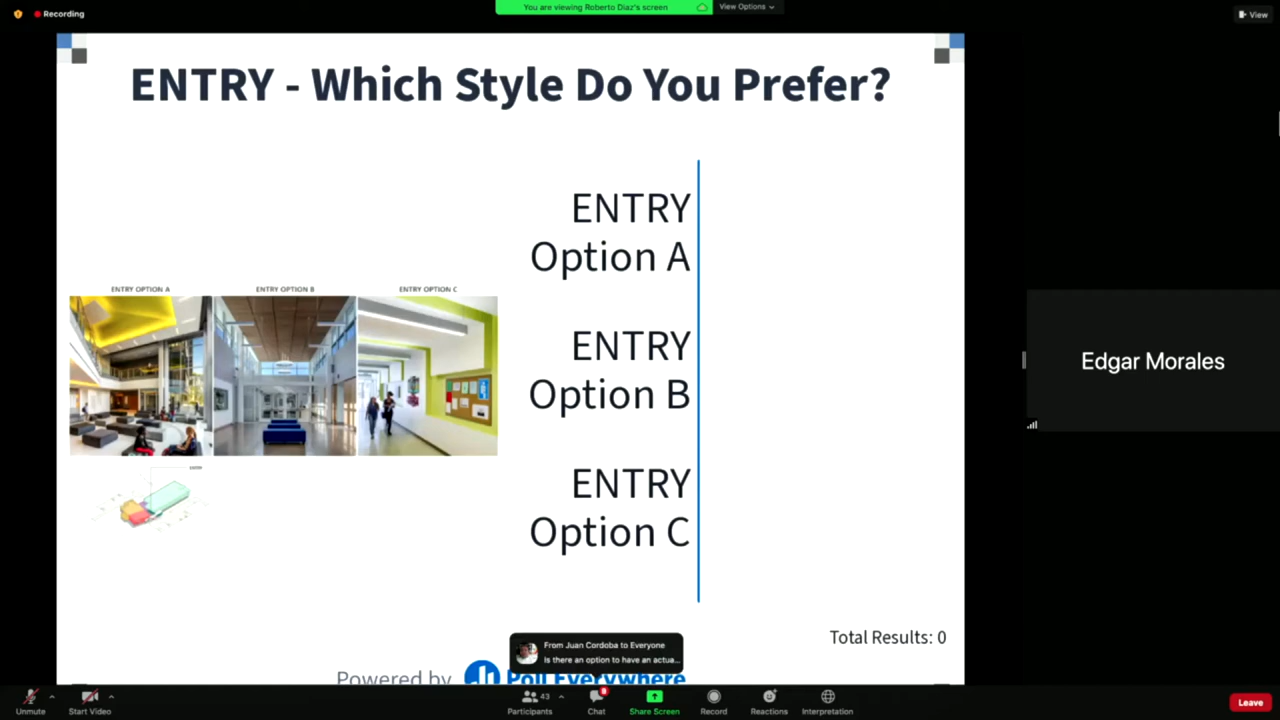 Recording
You are viewing Roberto Diaz's screen
View Options
View
ENTRY - Which Style Do You Prefer?
ENTRY
Option A
ENTRY OPTION A
ENTRY OPTION B
ENTRY OPTION C
ENTRY
Option B
ENTRY
Option C
Edgar Morales
Total Results: 0
From Juan Cordoba to Everyone
Is there an option to have an actua...
Powered by Poll Everywhere
Unmute
Start Video
43
Participants
8
Chat
Share Screen
Record
Reactions
Interpretation
Leave